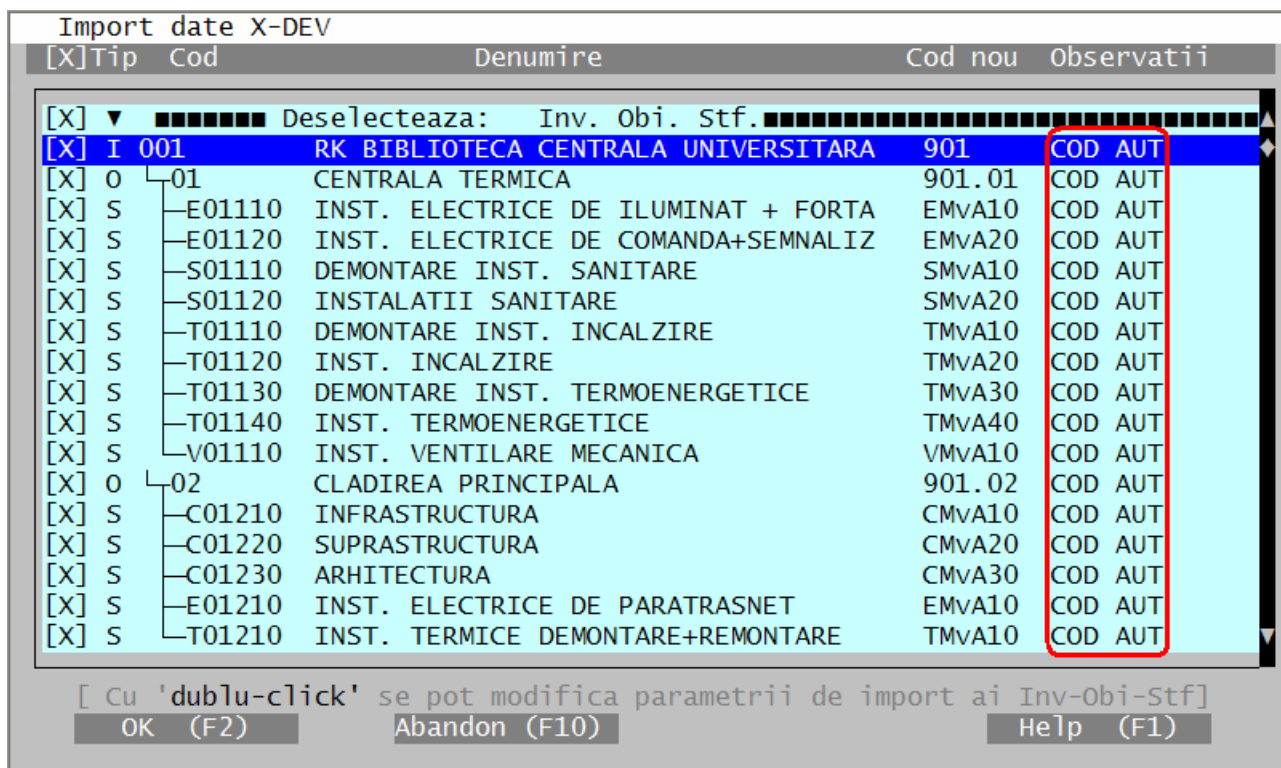 Import date X-DEV
[X]Tip Cod Denumire Cod nou Observatii
[X] ▼ ■■■■■■■ Deselecteaza: Inv. Obi. Stf.■■■■■■■■■■■■■■■■■■■■■■■■■■■■■■■
[X] I 001 RK BIBLIOTECA CENTRALA UNIVERSITARA 901 COD AUT
[X] O 01 CENTRALA TERMICA 901.01 COD AUT
[X] S E01110 INST. ELECTRICE DE ILUMINAT + FORTA EMvA10 COD AUT
[X] S E01120 INST. ELECTRICE DE COMANDA+SEMNALIZ EMvA20 COD AUT
[X] S S01110 DEMONTARE INST. SANITARE SMvA10 COD AUT
[X] S S01120 INSTALATII SANITARE SMvA20 COD AUT
[X] S T01110 DEMONTARE INST. INCALZIRE TMvA10 COD AUT
[X] S T01120 INST. INCALZIRE TMvA20 COD AUT
[X] S T01130 DEMONTARE INST. TERMOENERGETICE TMvA30 COD AUT
[X] S T01140 INST. TERMOENERGETICE TMvA40 COD AUT
[X] S V01110 INST. VENTILARE MECANICA VMvA10 COD AUT
[X] O 02 CLADIREA PRINCIPALA 901.02 COD AUT
[X] S C01210 INFRASTRUCTURA CMvA10 COD AUT
[X] S C01220 SUPRASTRUCTURA CMvA20 COD AUT
[X] S C01230 ARHITECTURA CMvA30 COD AUT
[X] S E01210 INST. ELECTRICE DE PARATRASNET EMvA10 COD AUT
[X] S T01210 INST. TERMICE DEMONTARE+REMONTARE TMvA10 COD AUT
[ Cu 'dublu-click' se pot modifica parametrii de import ai Inv-Obi-Stf]
OK (F2) Abandon (F10) Help (F1)